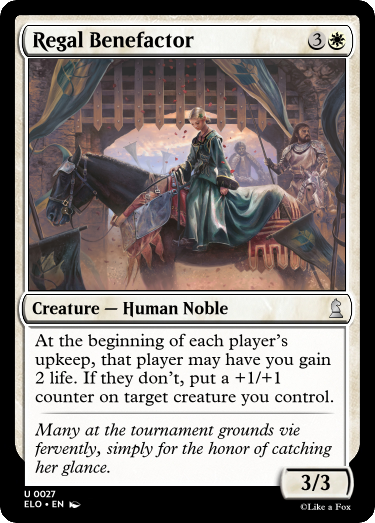 Regal Benefactor 3
Creature — Human Noble
At the beginning of each player's
upkeep, that player may have you gain
2 life. If they don't, put a +1/+1
counter on target creature you control.
Many at the tournament grounds vie
fervently, simply for the honor of catching
her glance.
3/3
U 0027
ELO • EN
©Like a Fox